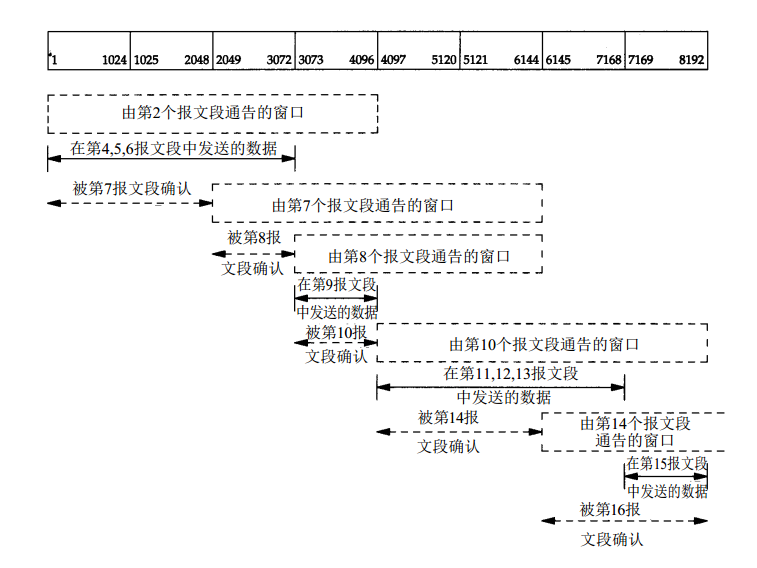 1 1024 1025 2048 2049 3072 3073 4096 4097 5120 5121 6144 6145 7168 7169 8192
由第2个报文段通告的窗口
在第4,5,6报文段中发送的数据
被第7报文段确认
由第7个报文段通告的窗口
被第8报
文段确认
由第8个报文段通告的窗口
在第9报文段
中发送的数据
被第10报
文段确认
由第10个报文段通告的窗口
在第11,12,13报文段
中发送的数据
被第14报
文段确认
由第14个报文段
通告的窗口
在第15报文段
中发送的数据
被第16报
文段确认